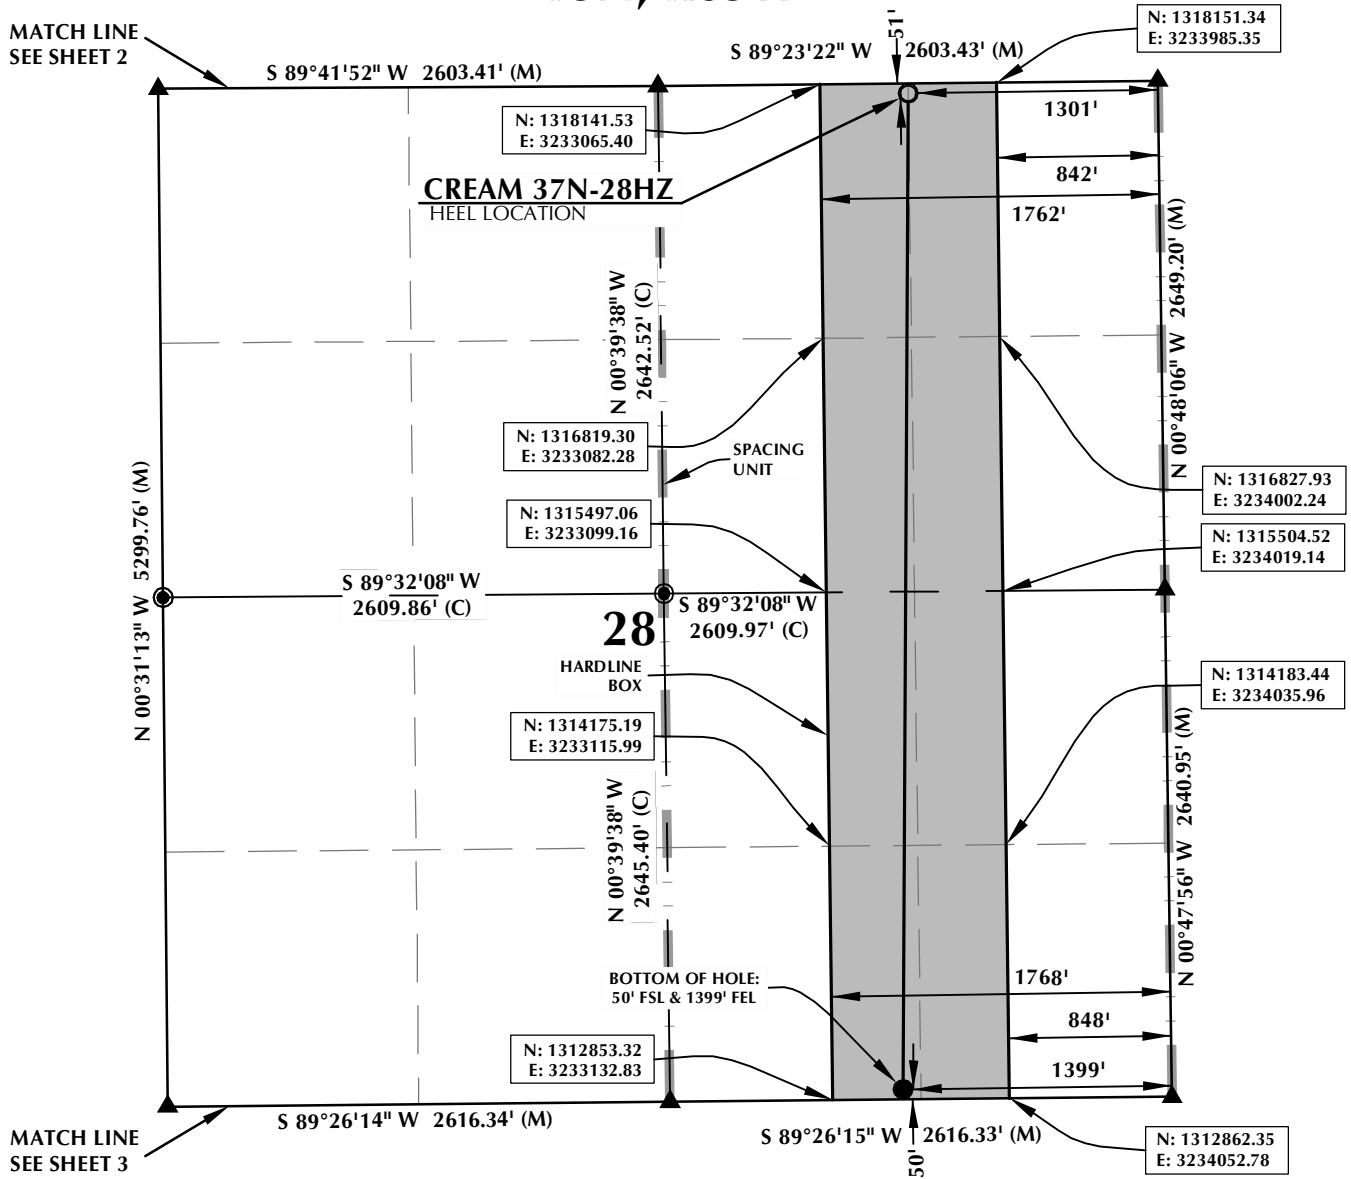 MATCH LINE
SEE SHEET 2
S 89°41'52" W 2603.41' (M)
S 89°23'22" W 2603.43' (M)
51'
N: 1318151.34
E: 3233985.35
N: 1318141.53
E: 3233065.40
1301'
842'
1762'
CREAM 37N-28HZ
HEEL LOCATION
N 00°39'38" W
2642.52' (C)
N 00°48'06" W 2649.20' (M)
N: 1316819.30
E: 3233082.28
SPACING
UNIT
N: 1316827.93
E: 3234002.24
N: 1315497.06
E: 3233099.16
N: 1315504.52
E: 3234019.14
N 00°31'13" W 5299.76' (M)
S 89°32'08" W
2609.86' (C)
28
S 89°32'08" W
2609.97' (C)
HARDLINE
BOX
N: 1314183.44
E: 3234035.96
N: 1314175.19
E: 3233115.99
N 00°39'38" W
2645.40' (C)
N 00°47'56" W 2640.95' (M)
BOTTOM OF HOLE:
50' FSL & 1399' FEL
1768'
848'
1399'
N: 1312853.32
E: 3233132.83
S 89°26'14" W 2616.34' (M)
S 89°26'15" W 2616.33' (M)
50'
N: 1312862.35
E: 3234052.78
MATCH LINE
SEE SHEET 3